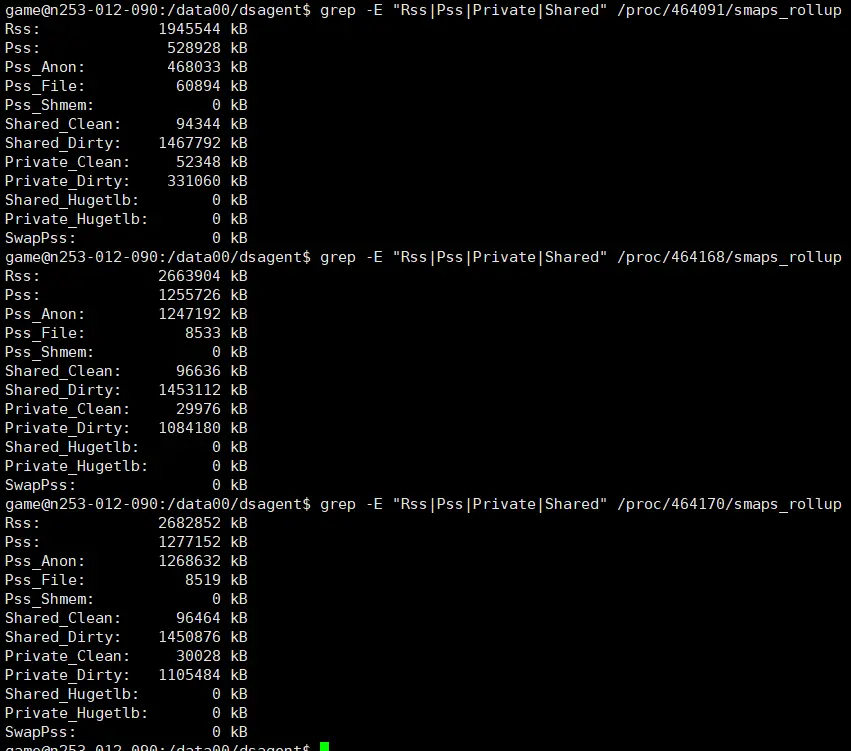 game@n253-012-090:/data00/dsagent$ grep -E "Rss|Pss|Private|Shared" /proc/464091/smaps_rollup
Rss:             1945544 kB
Pss:              528928 kB
Pss_Anon:         468033 kB
Pss_File:          60894 kB
Pss_Shmem:             0 kB
Shared_Clean:      94344 kB
Shared_Dirty:    1467792 kB
Private_Clean:     52348 kB
Private_Dirty:    331060 kB
Shared_Hugetlb:        0 kB
Private_Hugetlb:       0 kB
SwapPss:               0 kB
game@n253-012-090:/data00/dsagent$ grep -E "Rss|Pss|Private|Shared" /proc/464168/smaps_rollup
Rss:             2663904 kB
Pss:             1255726 kB
Pss_Anon:        1247192 kB
Pss_File:           8533 kB
Pss_Shmem:             0 kB
Shared_Clean:      96636 kB
Shared_Dirty:    1453112 kB
Private_Clean:     29976 kB
Private_Dirty:   1084180 kB
Shared_Hugetlb:        0 kB
Private_Hugetlb:       0 kB
SwapPss:               0 kB
game@n253-012-090:/data00/dsagent$ grep -E "Rss|Pss|Private|Shared" /proc/464170/smaps_rollup
Rss:             2682852 kB
Pss:             1277152 kB
Pss_Anon:        1268632 kB
Pss_File:           8519 kB
Pss_Shmem:             0 kB
Shared_Clean:      96464 kB
Shared_Dirty:    1450876 kB
Private_Clean:     30028 kB
Private_Dirty:   1105484 kB
Shared_Hugetlb:        0 kB
Private_Hugetlb:       0 kB
SwapPss:               0 kB
game@n253-012-090:/data00/dsagent$